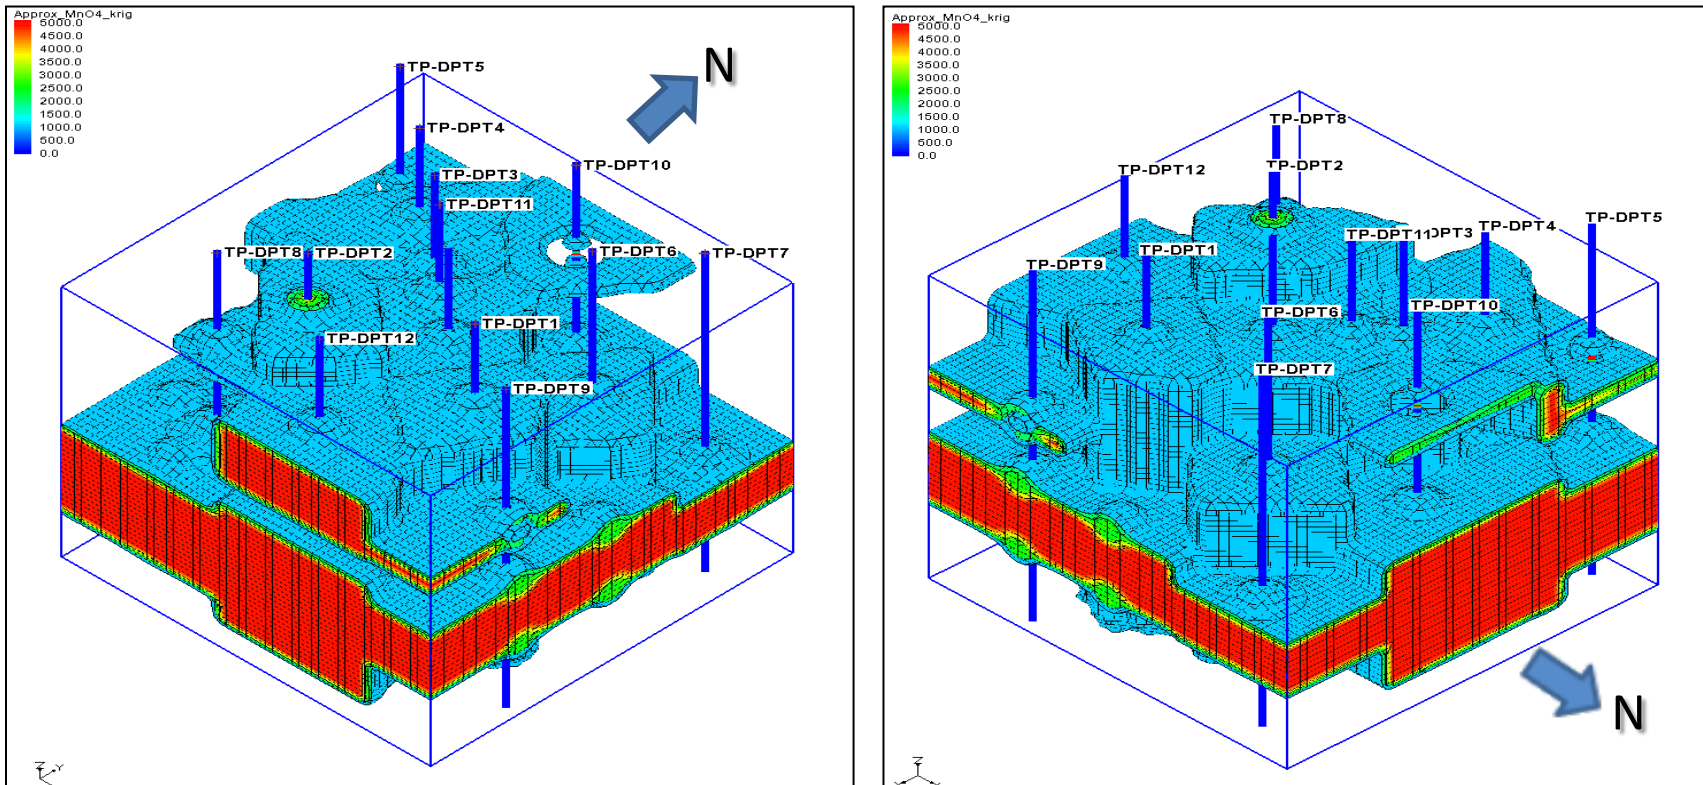 Approx_MnO4_krig
5000.0
4500.0
4000.0
3500.0
3000.0
2500.0
2000.0
1500.0
1000.0
500.0
0.0
N
TP-DPT5
TP-DPT4
TP-DPT10
TP-DPT3
TP-DPT11
TP-DPT8
TP-DPT2
TP-DPT6
TP-DPT7
TP-DPT1
TP-DPT12
TP-DPT9
Z
Y
Approx_MnO4_krig
5000.0
4500.0
4000.0
3500.0
3000.0
2500.0
2000.0
1500.0
1000.0
500.0
0.0
TP-DPT8
TP-DPT12
TP-DPT2
TP-DPT5
TP-DPT4
TP-DPT11
DPT3
TP-DPT1
TP-DPT9
TP-DPT10
TP-DPT6
TP-DPT7
N
Z